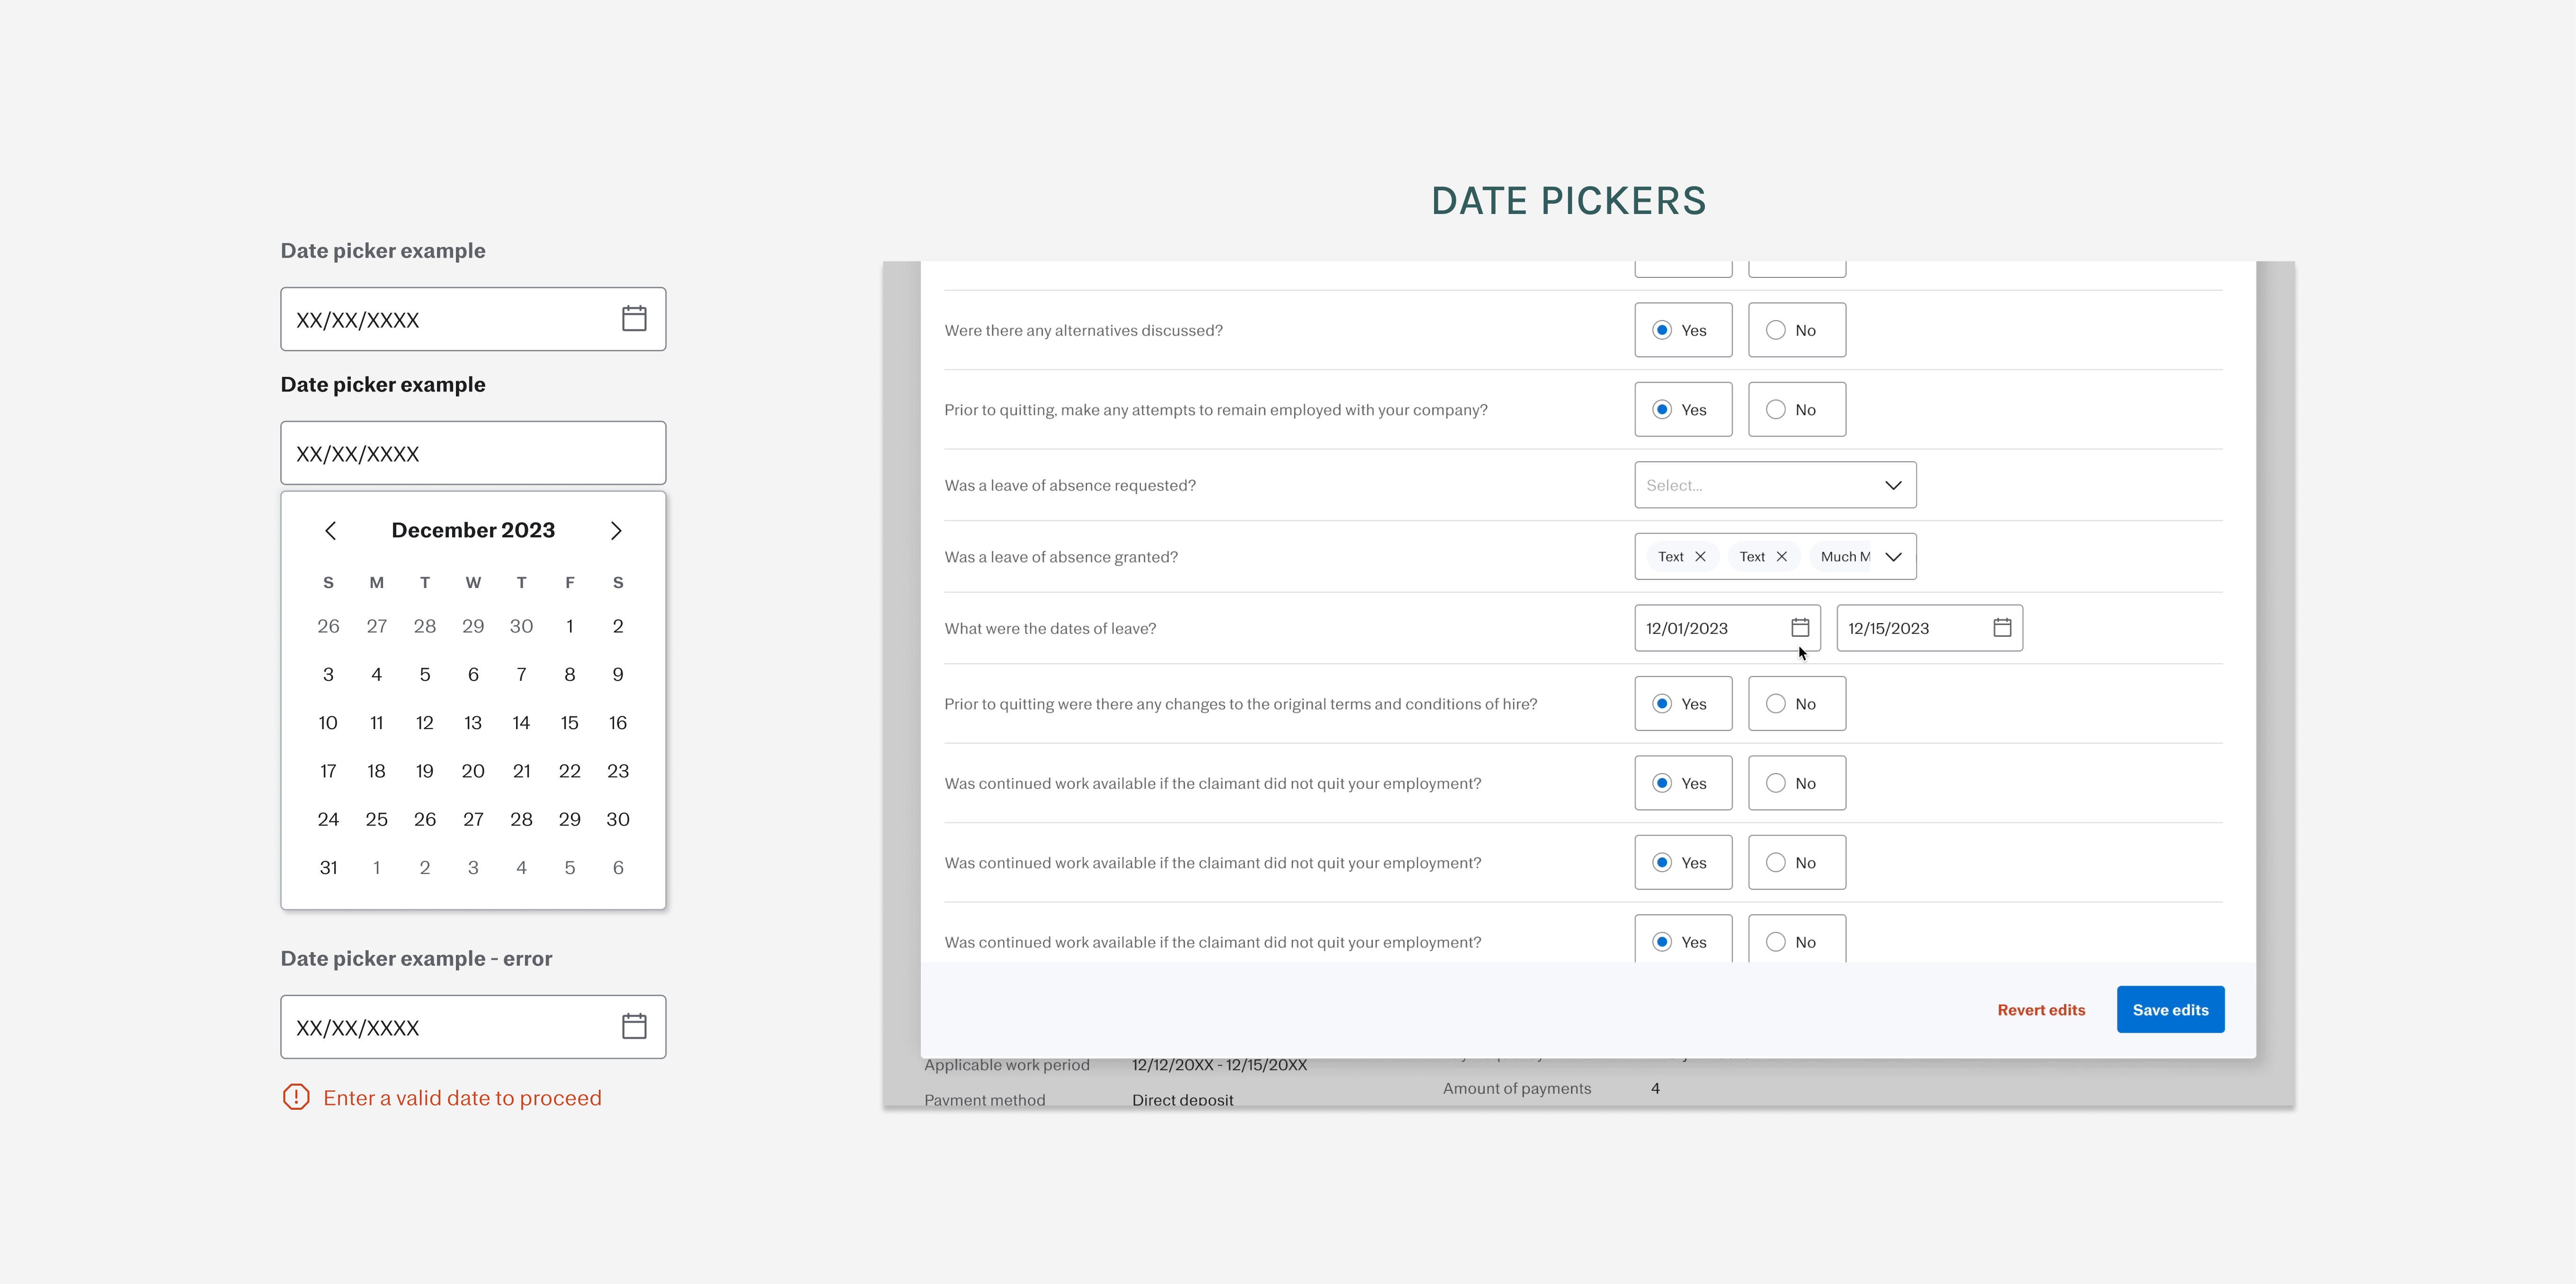 DATE PICKERS
Date picker example
XX/XX/XXXX
Date picker example
XX/XX/XXXX
December 2023
S M T W T F S
26 27 28 29 30 1 2
3 4 5 6 7 8 9
10 11 12 13 14 15 16
17 18 19 20 21 22 23
24 25 26 27 28 29 30
31 1 2 3 4 5 6
Date picker example - error
XX/XX/XXXX
Enter a valid date to proceed
Were there any alternatives discussed? Yes No
Prior to quitting, make any attempts to remain employed with your company? Yes No
Was a leave of absence requested? Select...
Was a leave of absence granted? Text Text Much M
What were the dates of leave? 12/01/2023 12/15/2023
Prior to quitting were there any changes to the original terms and conditions of hire? Yes No
Was continued work available if the claimant did not quit your employment? Yes No
Was continued work available if the claimant did not quit your employment? Yes No
Was continued work available if the claimant did not quit your employment? Yes No
Revert edits Save edits
Applicable work period 12/12/20XX - 12/15/20XX
Amount of payments 4
Payment method Direct deposit